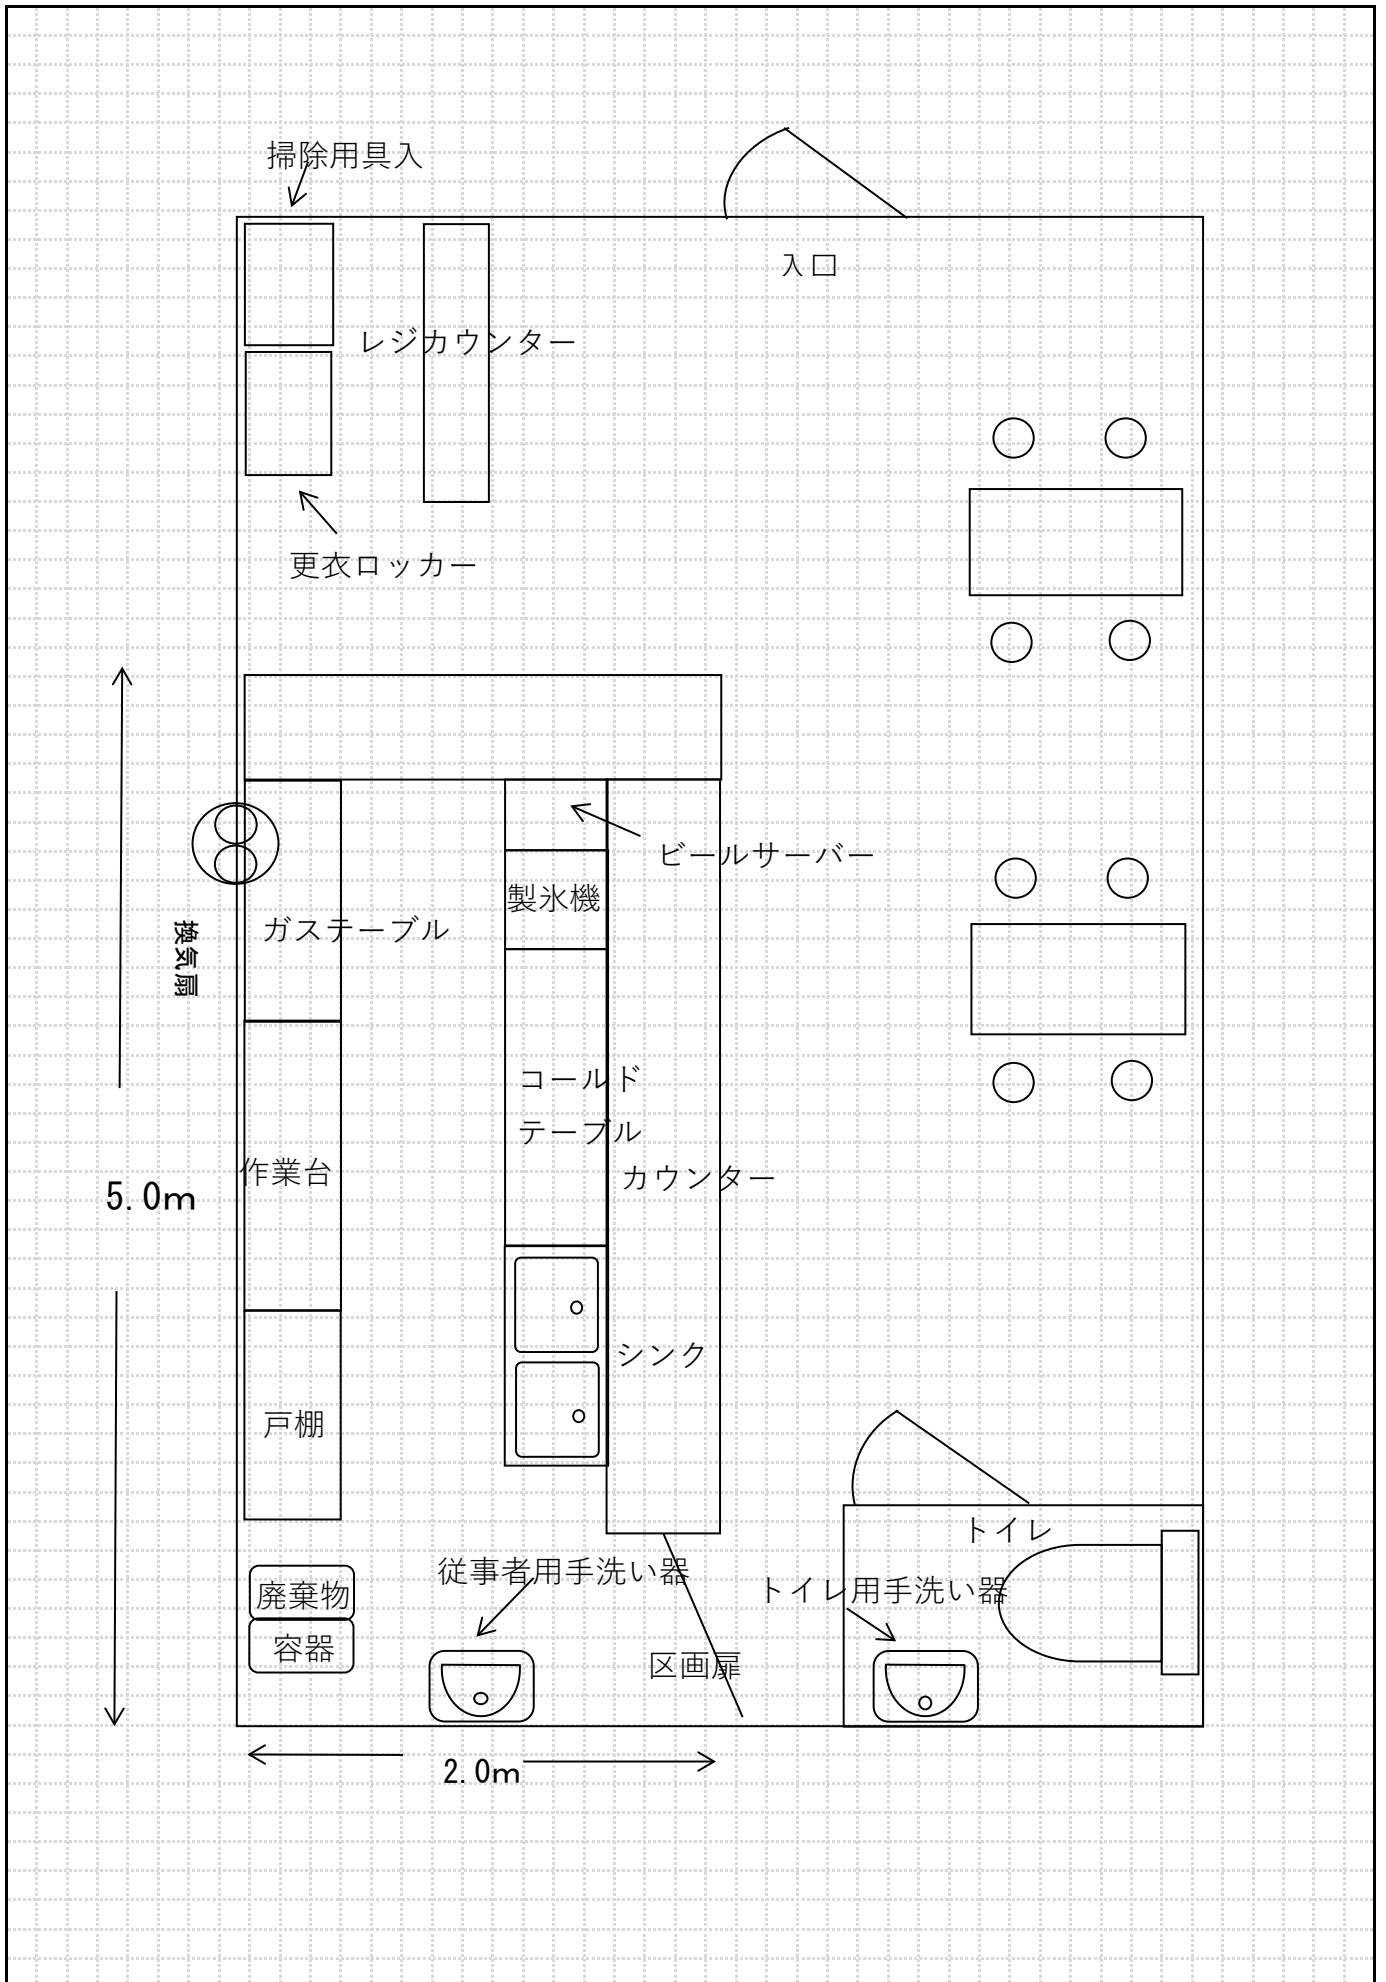 掃除用具入
入口
レジカウンター
更衣ロッカー
ビールサーバー
製氷機
ガステーブル
換気扇
コールド
テーブル
作業台
カウンター
5.0m
シンク
戸棚
トイレ
従事者用手洗い器
トイレ用手洗い器
廃棄物
容器
区画扉
2.0m